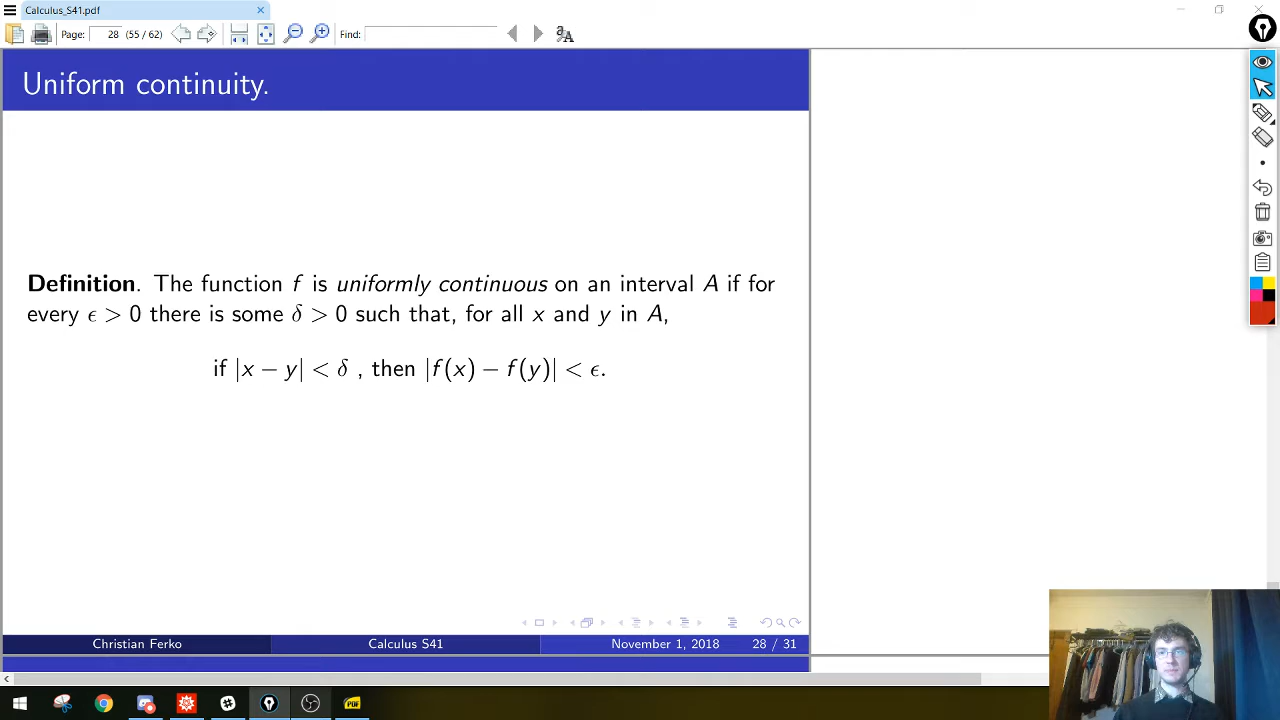 Calculus_S41.pdf
Page: 28 (55 / 62) Find:
Uniform continuity.
Definition. The function f is uniformly continuous on an interval A if for
every ϵ > 0 there is some δ > 0 such that, for all x and y in A,
if |x − y| < δ , then |f(x) − f(y)| < ϵ.
Christian Ferko Calculus S41 November 1, 2018 28 / 31
PDF